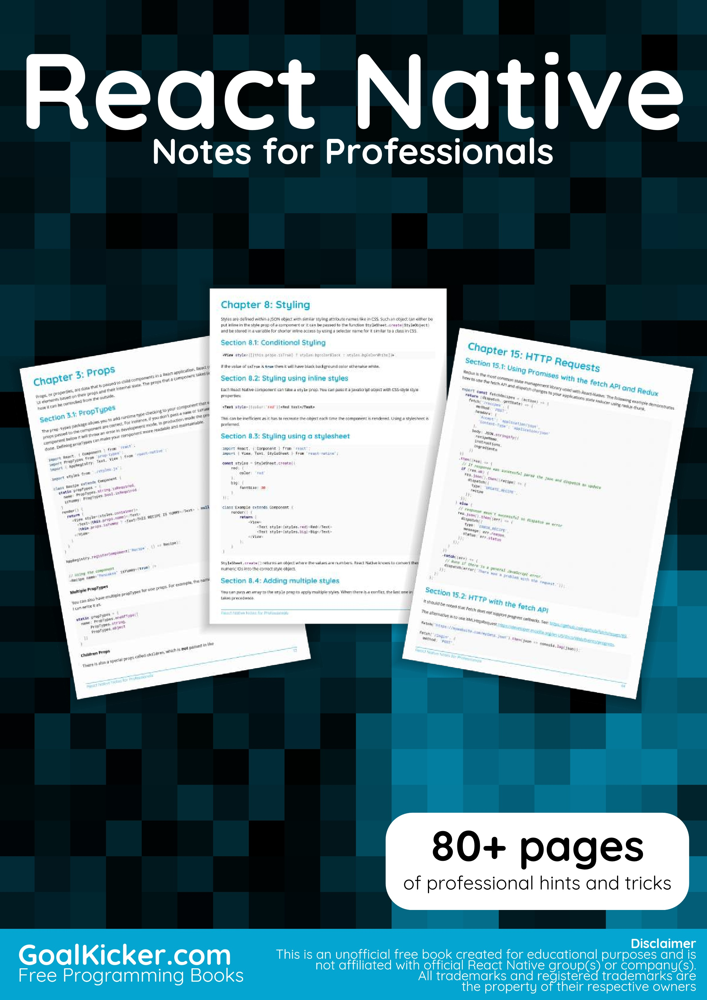 React Native
Notes for Professionals
Chapter 3: Props
Props, or properties, are data that is passed to child components in a React application. React
UI elements based on their props and their internal state. The props that a component takes
how it can be controlled from the outside.
Section 3.1: PropTypes
The prop-types package allows you to add runtime type checking to your component that
props passed to the component are correct. For instance, if you don't pass a name or isYummy
component below it will throw an error in development mode. In production mode the
done. Defining propTypes can make your component more readable and maintainable.
import React, { Component } from 'react';
import PropTypes from 'prop-types';
import { AppRegistry, Text, View } from 'react-native';
import styles from './styles.js';
class Recipe extends Component {
static propTypes = {
name: PropTypes.string.isRequired,
isYummy: PropTypes.bool.isRequired
}
render() {
return (
<View style={styles.container}>
<Text>{this.props.name}</Text>
{this.props.isYummy ? <Text>THIS RECIPE IS YUMMY</Text> : null
</View>
)
}
}
AppRegistry.registerComponent('Recipe', () => Recipe);
// Using the component
<Recipe name="Pancakes" isYummy={true} />
Multiple PropTypes
You can also have multiple propTypes for one props. For example, the name
I can write it as.
static propTypes = {
name: PropTypes.oneOfType([
PropTypes.string,
PropTypes.object
])
}
Children Props
There is also a special props called children, which is not passed in like
React Native Notes for Professionals
Chapter 8: Styling
Styles are defined within a JSON object with similar styling attribute names like in CSS. Such an object can either be
put inline in the style prop of a component or it can be passed to the function StyleSheet.create(StyleObject)
and be stored in a variable for shorter inline access by using a selector name for it similar to a class in CSS.
Section 8.1: Conditional Styling
<View style={[(this.props.isTrue) ? styles.bgcolorBlack : styles.bgColorWhite]}>
If the value of isTrue is true then it will have black background color otherwise white.
Section 8.2: Styling using inline styles
Each React Native component can take a style prop. You can pass it a JavaScript object with CSS-style style
properties:
<Text style={{color:'red'}}>Red text</Text>
This can be inefficient as it has to recreate the object each time the component is rendered. Using a stylesheet is
preferred.
Section 8.3: Styling using a stylesheet
import React, { Component } from 'react';
import { View, Text, StyleSheet } from 'react-native';
const styles = StyleSheet.create({
red: {
color: 'red'
},
big: {
fontSize: 30
}
});
class Example extends Component {
render() {
return (
<View>
<Text style={styles.red}>Red</Text>
<Text style={styles.big}>Big</Text>
</View>
);
}
}
StyleSheet.create() returns an object where the values are numbers. React Native knows to convert
numeric IDs into the correct style object.
Section 8.4: Adding multiple styles
You can pass an array to the style prop to apply multiple styles. When there is a conflict, the last one in
takes precedence.
React Native Notes for Professionals
Chapter 15: HTTP Requests
Section 15.1: Using Promises with the fetch API and Redux
Redux is the most common state management library used with React-Native. The following example demonstrates
how to use the fetch API and dispatch changes to your applications state reducer using redux-thunk.
export const fetchRecipes = (action) => {
return (dispatch, getState) => {
fetch('/recipes', {
method: 'POST',
headers: {
'Accept': 'application/json',
'Content-Type': 'application/json'
},
body: JSON.stringify({
recipeName,
instructions,
ingredients
})
})
.then((res) => {
// If response was successful parse the json and dispatch an update
if (res.ok) {
res.json().then((recipe) => {
dispatch({
type: 'UPDATE_RECIPE',
recipe
});
});
} else {
// response wasn't successful so dispatch an error
res.json().then((err) => {
dispatch({
type: 'ERROR_RECIPE',
message: err.reason,
status: err.status
});
});
}
})
.catch((err) => {
// Runs if there is a general JavaScript error.
dispatch(error('There was a problem with the request.'));
});
};
};
Section 15.2: HTTP with the fetch API
It should be noted that Fetch does not support progress callbacks. See: https://github.com/github/fetch/issues/89.
The alternative is to use XMLHttpRequest https://developer.mozilla.org/en-US/docs/Web/Events/progress.
fetch('https://mywebsite.com/mydata.json').then(json => console.log(json));
fetch('/login', {
method: 'POST',
React Native Notes for Professionals
44
80+ pages
of professional hints and tricks
GoalKicker.com
Free Programming Books
Disclaimer
This is an unofficial free book created for educational purposes and is
not affiliated with official React Native group(s) or company(s).
All trademarks and registered trademarks are
the property of their respective owners